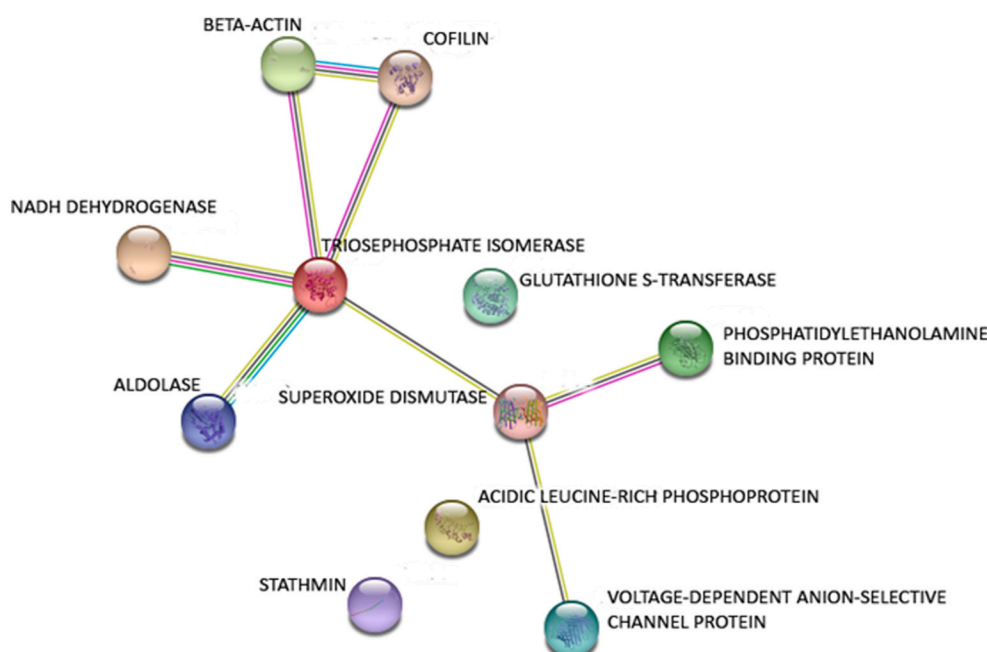 BETA-ACTIN
COFILIN
NADH DEHYDROGENASE
TRIOSEPHOSPHATE ISOMERASE
GLUTATHIONE S-TRANSFERASE
PHOSPHATIDYLETHANOLAMINE
BINDING PROTEIN
ALDOLASE
SUPEROXIDE DISMUTASE
ACIDIC LEUCINE-RICH PHOSPHOPROTEIN
STATHMIN
VOLTAGE-DEPENDENT ANION-SELECTIVE
CHANNEL PROTEIN